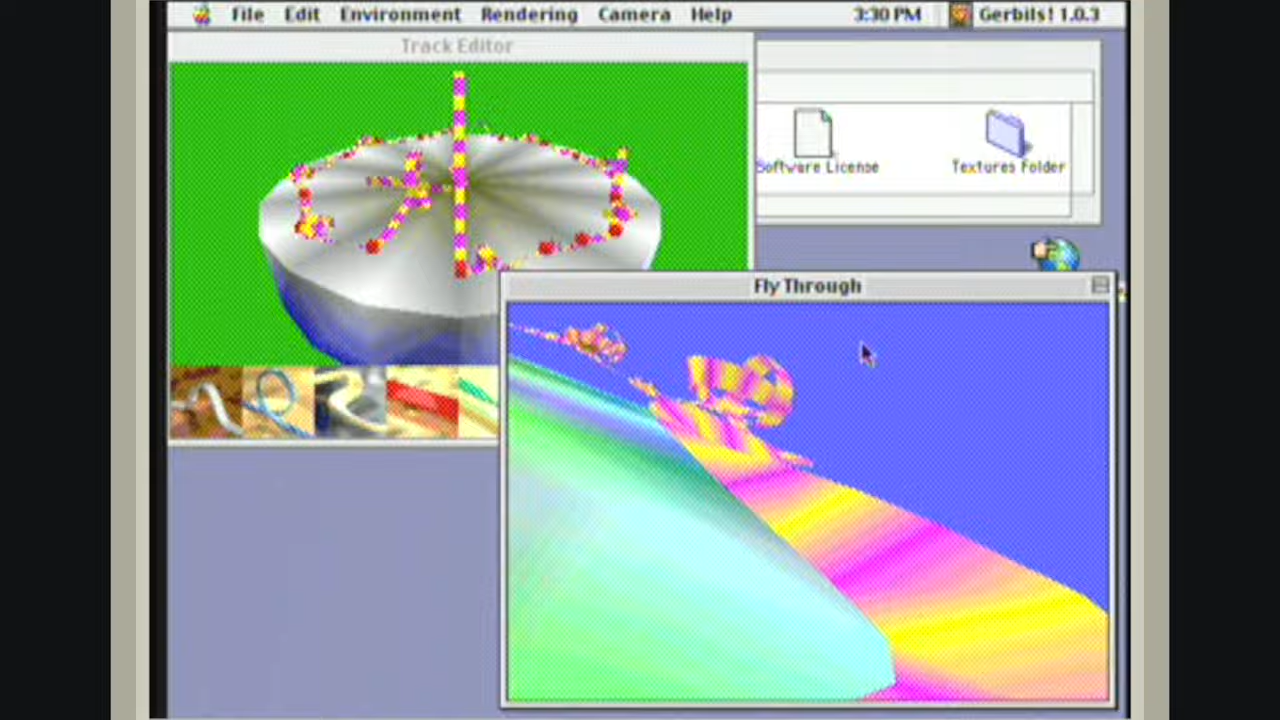 File Edit Environment Rendering Camera Help 3:30 PM Gerbils! 1.0.3
Track Editor
Software License Textures Folder
Fly Through